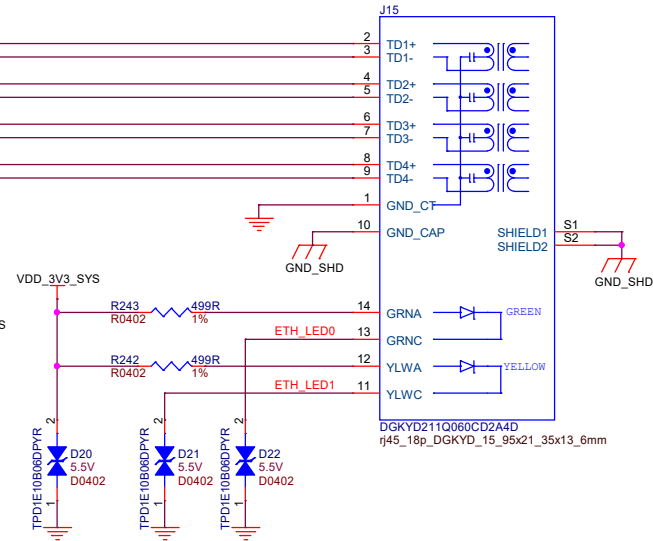 J15
2 TD1+
3 TD1-
4 TD2+
5 TD2-
6 TD3+
7 TD3-
8 TD4+
9 TD4-
1 GND_CT
10 GND_CAP
GND_SHD
SHIELD1 S1
SHIELD2 S2
GND_SHD
VDD_3V3_SYS
S
R243 499R
R0402 1%
14 GRNA GREEN
ETH_LED0 13 GRNC
R242 499R
R0402 1%
12 YLWA YELLOW
ETH_LED1 11 YLWC
DGKYD211Q060CD2A4D
rj45_18p_DGKYD_15_95x21_35x13_6mm
TPD1E10B06DPYR
2
D20
5.5V
D0402
1
TPD1E10B06DPYR
2
D21
5.5V
D0402
1
TPD1E10B06DPYR
2
D22
5.5V
D0402
1